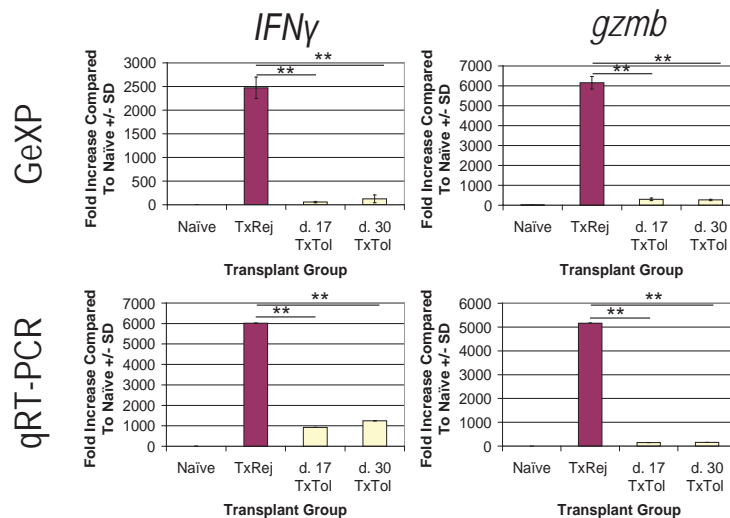 IFNγ
gzmb
GeXP
qRT-PCR
Fold Increase Compared
To Naïve +/- SD
3000
2500
2000
1500
1000
500
0
**
**
Naïve
TxRej
d. 17
TxTol
d. 30
TxTol
Transplant Group
Fold Increase Compared
To Naïve +/- SD
7000
6000
5000
4000
3000
2000
1000
0
**
**
Naïve
TxRej
d. 17
TxTol
d. 30
TxTol
Transplant Group
Fold Increase Compared
To Naïve +/- SD
7000
6000
5000
4000
3000
2000
1000
0
**
**
Naïve
TxRej
d. 17
TxTol
d. 30
TxTol
Transplant Group
Fold Increase Compared
To Naïve +/- SD
6000
5000
4000
3000
2000
1000
0
**
**
Naïve
TxRej
d. 17
TxTol
d. 30
TxTol
Transplant Group